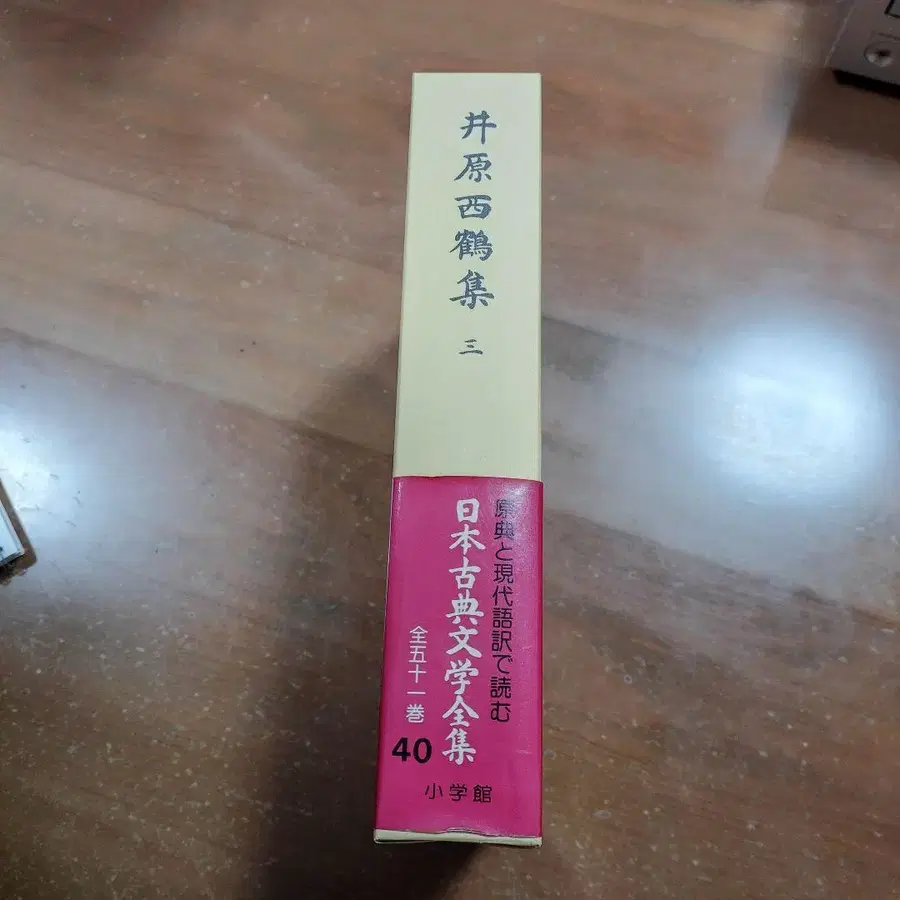 井原西鶴集 三
原典と現代語訳で読む
日本古典文学全集
全五十一巻
40
小学館